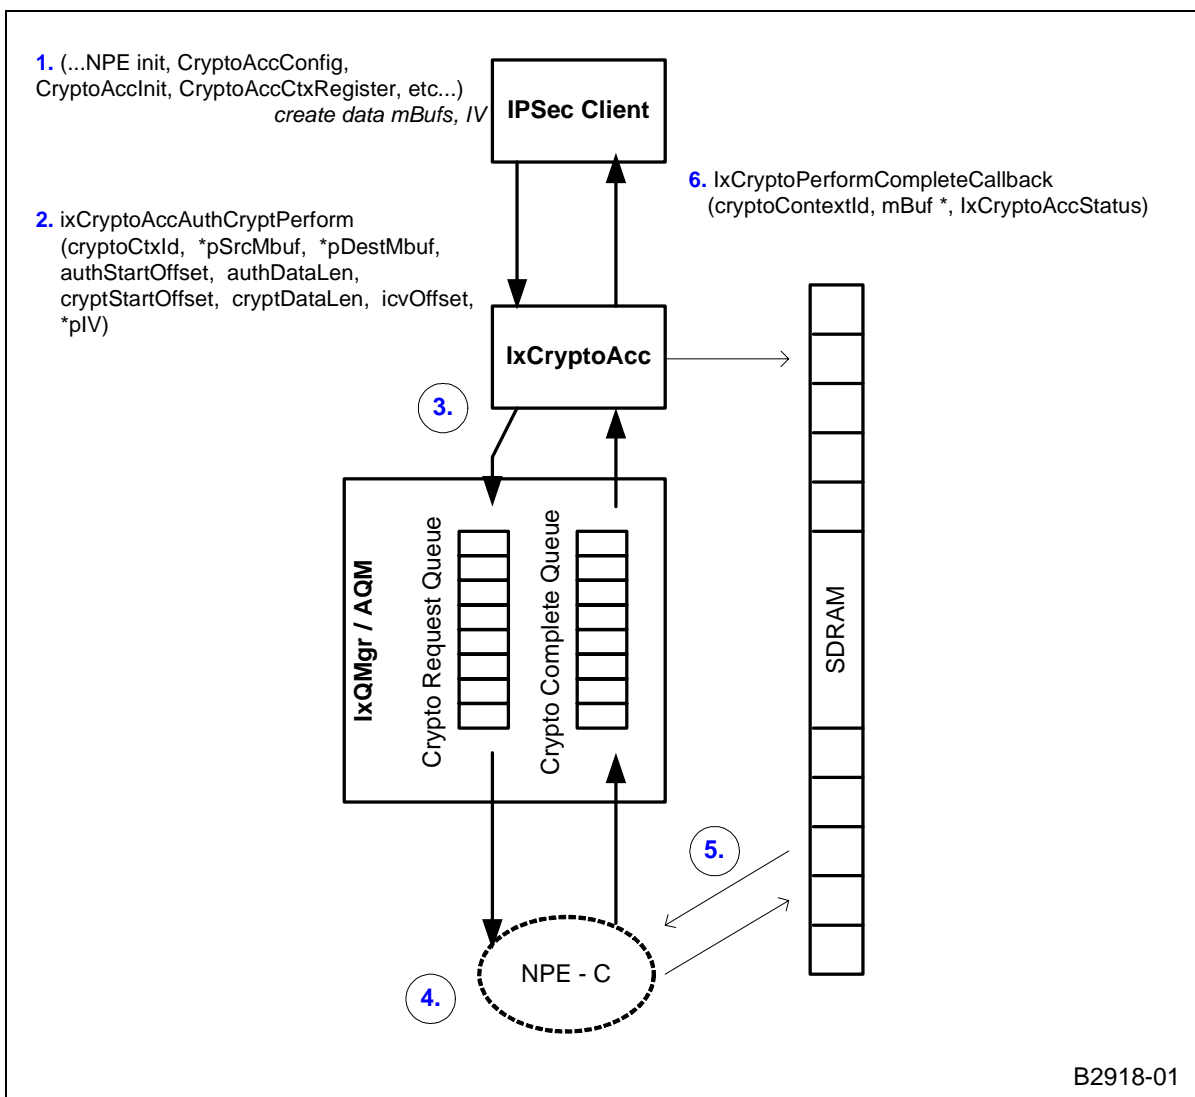 1. (...NPE init, CryptoAccConfig,
CryptoAccInit, CryptoAccCtxRegister, etc...)
create data mBufs, IV
IPSec Client
2. ixCryptoAccAuthCryptPerform
(cryptoCtxId, *pSrcMbuf, *pDestMbuf,
authStartOffset, authDataLen,
cryptStartOffset, cryptDataLen, icvOffset,
*pIV)
6. IxCryptoPerformCompleteCallback
(cryptoContextId, mBuf *, IxCryptoAccStatus)
IxCryptoAcc
3.
IxQMgr / AQM
Crypto Request Queue
Crypto Complete Queue
SDRAM
5.
NPE - C
4.
B2918-01